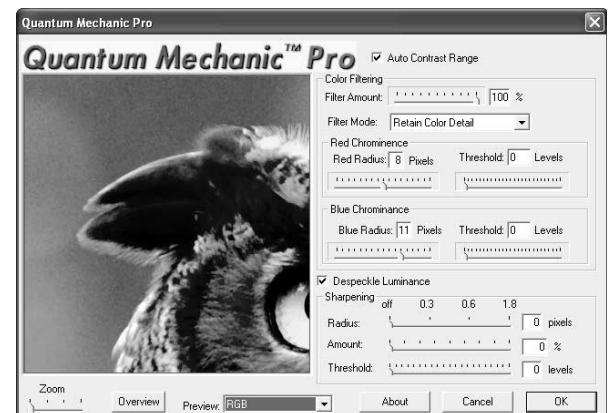 Quantum Mechanic Pro
Quantum Mechanic™ Pro
Auto Contrast Range
Color Filtering
Filter Amount: 100 %
Filter Mode: Retain Color Detail
Red Chrominence
Red Radius: 8 Pixels Threshold: 0 Levels
Blue Chrominance
Blue Radius: 11 Pixels Threshold: 0 Levels
Despeckle Luminance
Sharpening
off 0.3 0.6 1.8
Radius: 0 pixels
Amount: 0 %
Threshold: 0 levels
Zoom
Overview
Preview: RGB
About
Cancel
OK